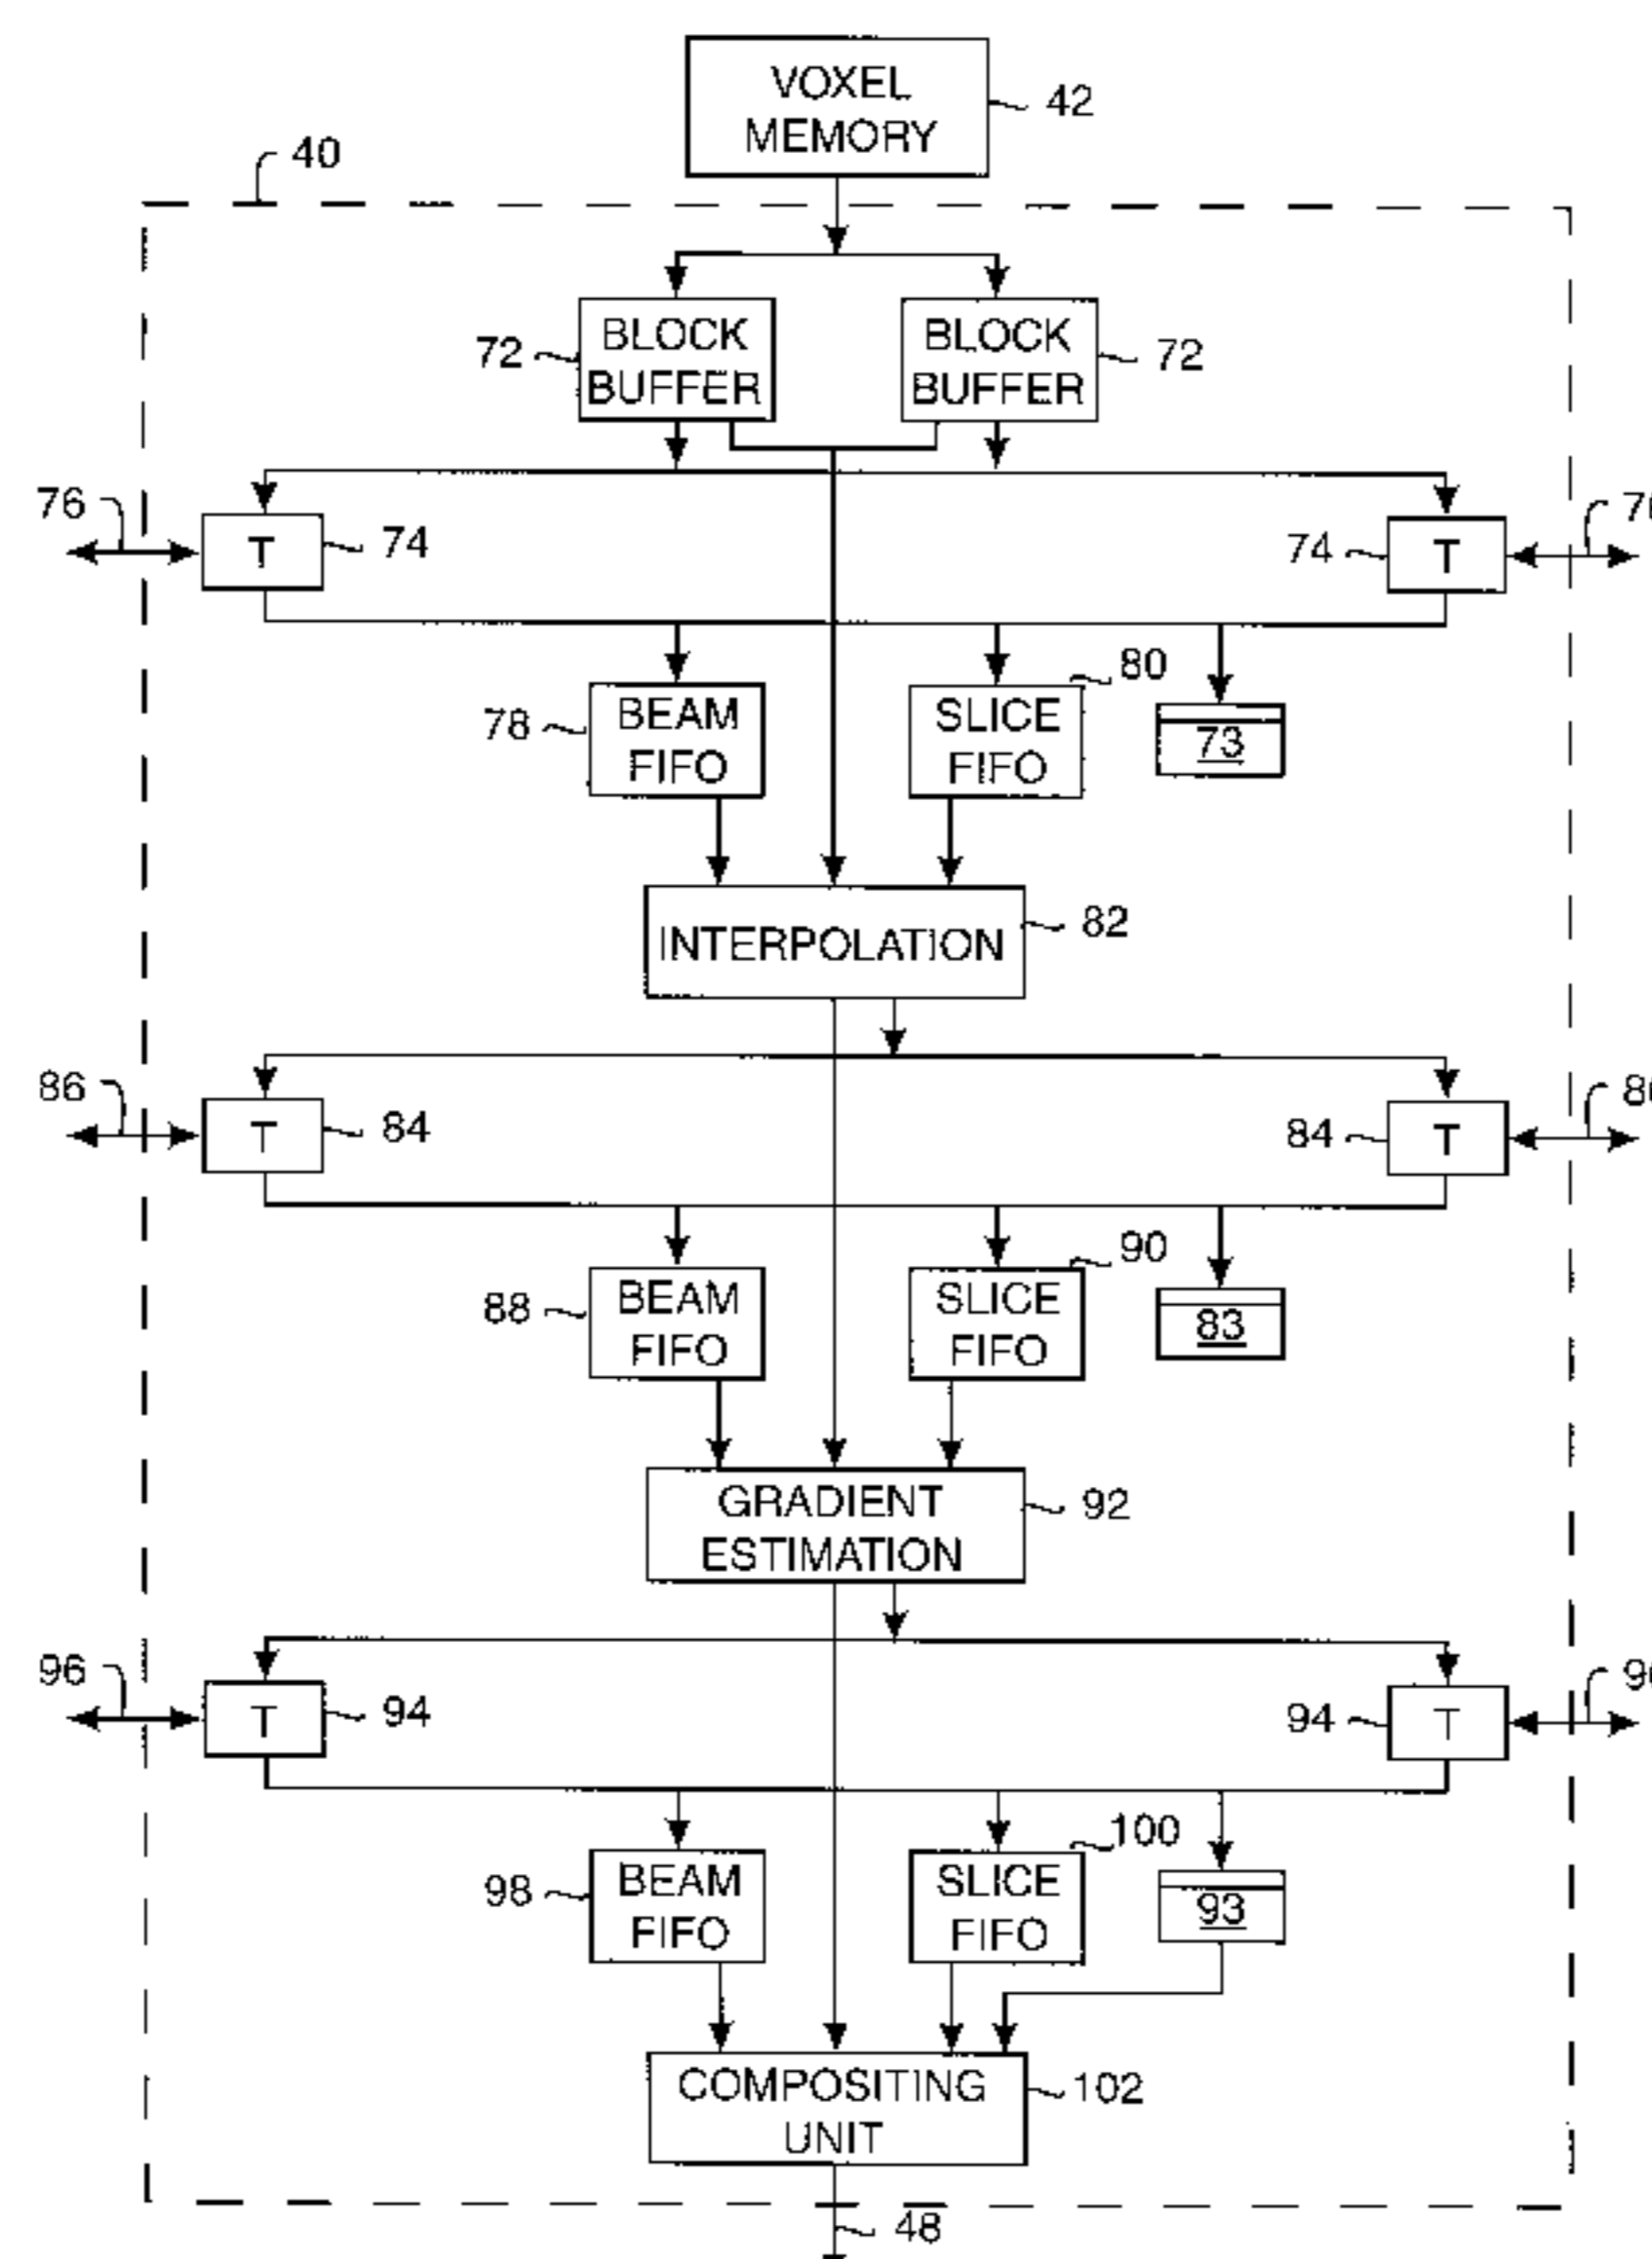 VOXEL
MEMORY
42
40
BLOCK
BUFFER
72
BLOCK
BUFFER
72
76
T
74
74
T
78
BEAM
FIFO
80
SLICE
FIFO
73
INTERPOLATION
82
86
T
84
84
T
88
BEAM
FIFO
90
SLICE
FIFO
83
GRADIENT
ESTIMATION
92
96
T
94
94
T
98
BEAM
FIFO
100
SLICE
FIFO
93
COMPOSITING
UNIT
102
48